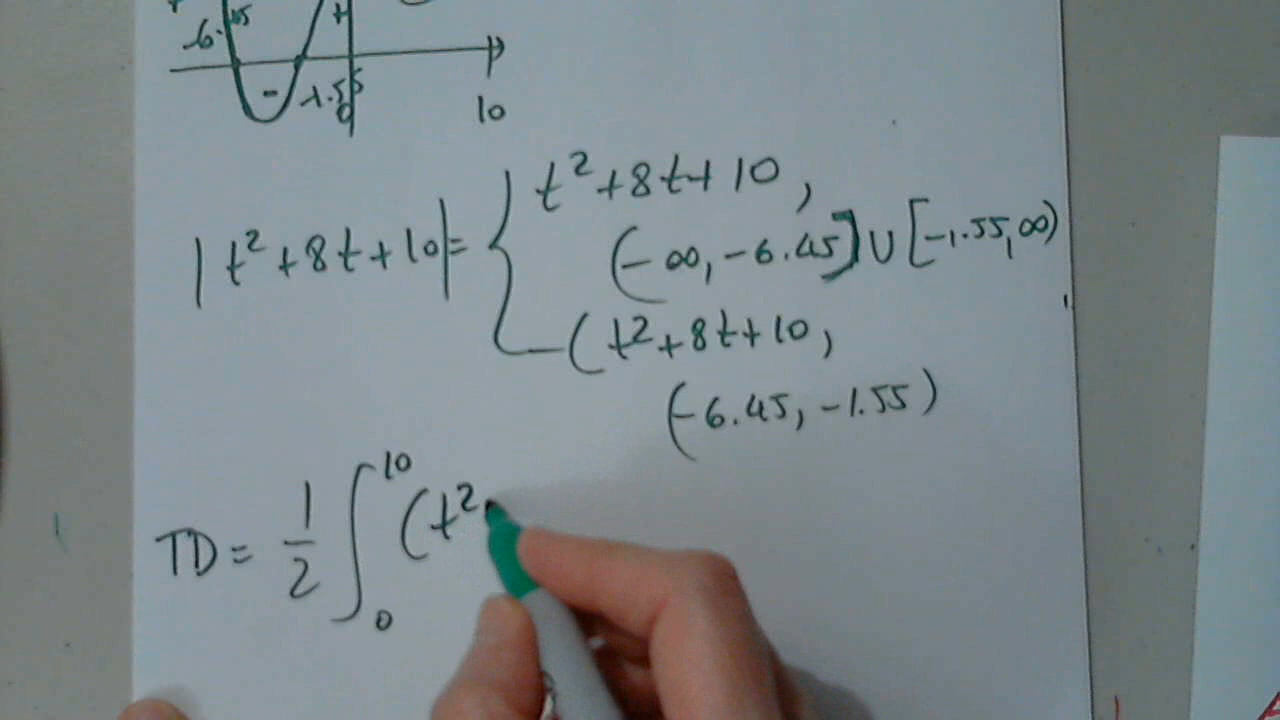 -6.45
+
-
-1.55
0
10
|t²+8t+10|= { t²+8t+10,
(-∞,-6.45]∪[-1.55,∞)
-(t²+8t+10,
(-6.45,-1.55)
TD = 1/2 ∫₀¹⁰ (t²